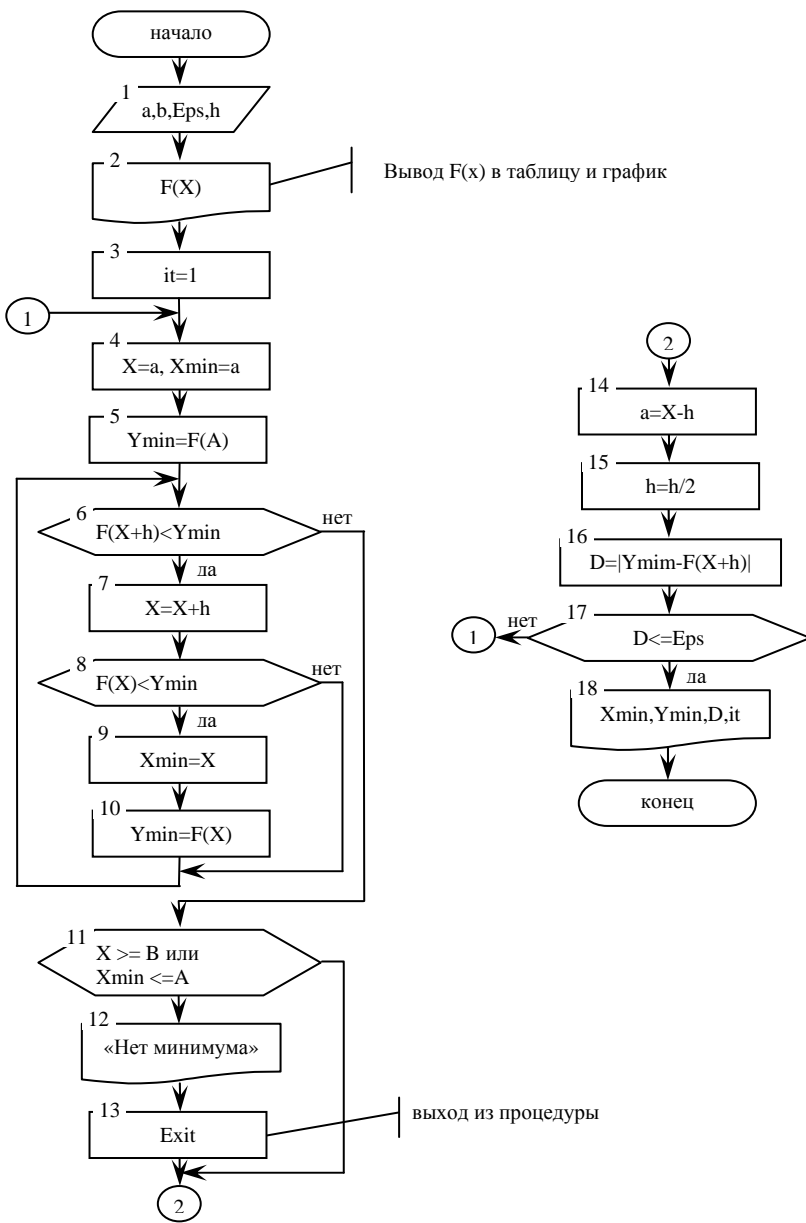 начало
1
a,b,Eps,h
2
F(X)
Вывод F(x) в таблицу и график
3
it=1
1
4
X=a, Xmin=a
5
Ymin=F(A)
6
F(X+h)<Ymin
нет
да
7
X=X+h
8
F(X)<Ymin
нет
да
9
Xmin=X
10
Ymin=F(X)
11
X >= B или
Xmin <=A
12
«Нет минимума»
13
Exit
выход из процедуры
2
2
14
a=X-h
15
h=h/2
16
D=|Ymim-F(X+h)|
17
D<=Eps
нет
1
да
18
Xmin,Ymin,D,it
конец